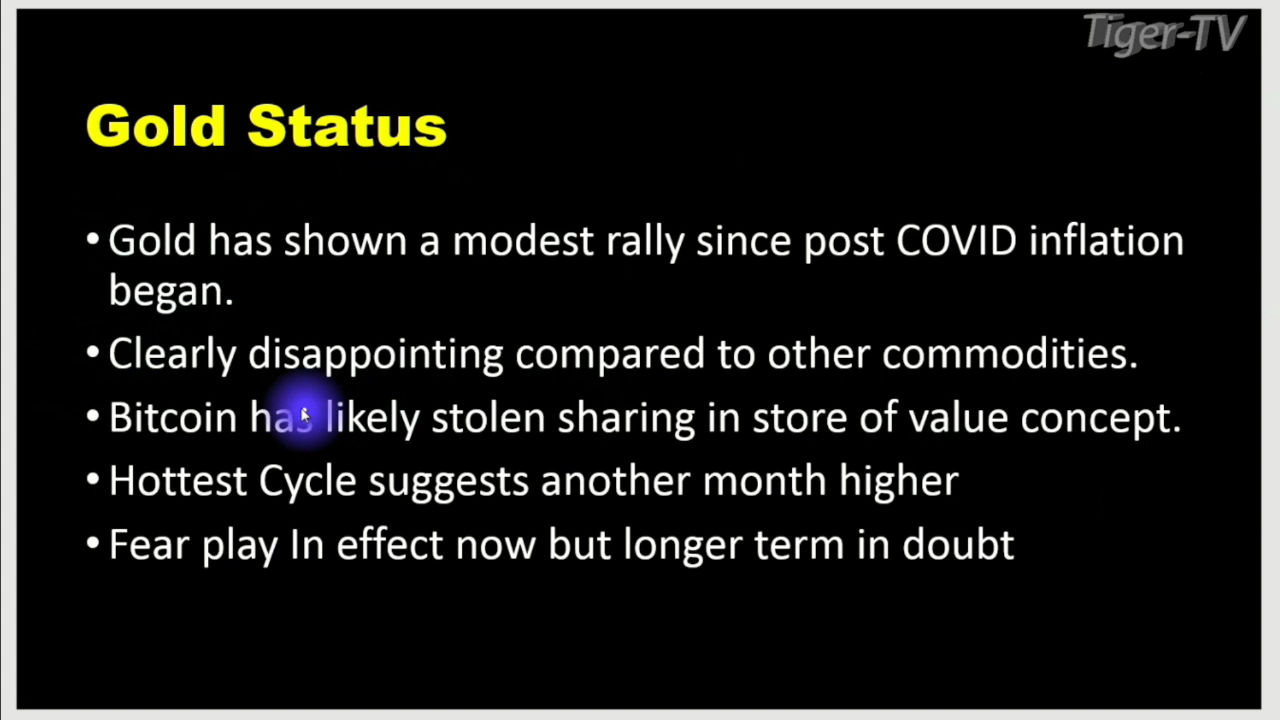 Tiger-TV
Gold Status
• Gold has shown a modest rally since post COVID inflation
began.
• Clearly disappointing compared to other commodities.
• Bitcoin has likely stolen sharing in store of value concept.
• Hottest Cycle suggests another month higher
• Fear play In effect now but longer term in doubt